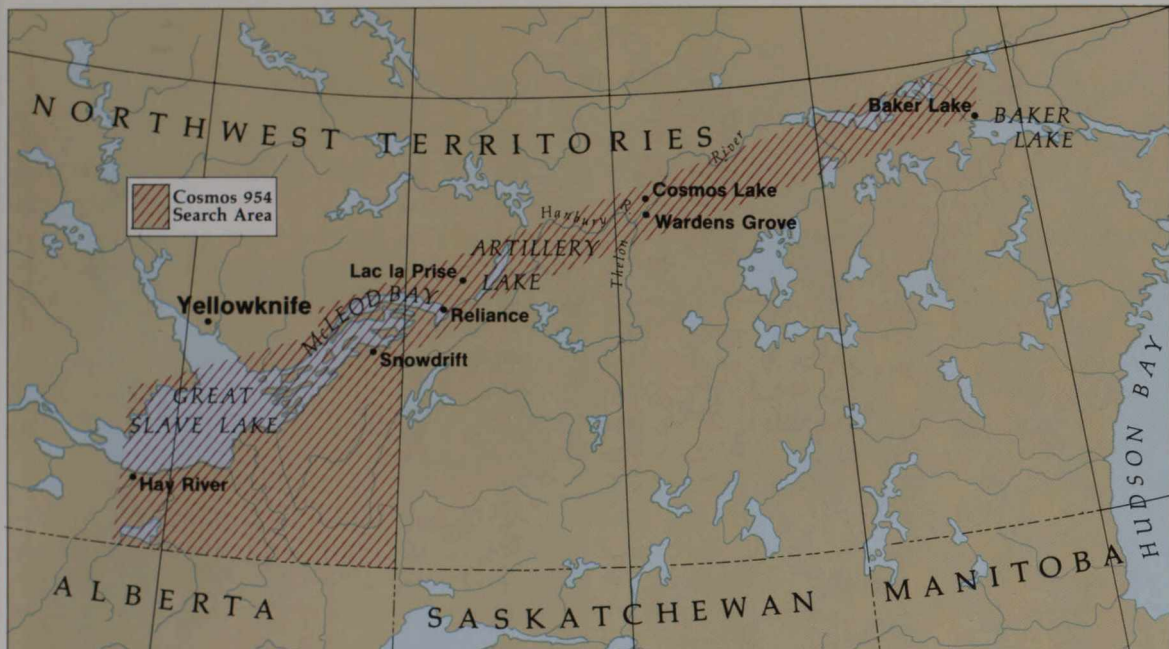 NORTHWEST TERRITORIES
Baker Lake
BAKER
LAKE
River
Cosmos 954
Search Area
Cosmos Lake
Hanbury R
Wardens Grove
ARTILLERY
LAKE
Thelon
Lac la Prise
McLEOD BAY
Yellowknife
Reliance
Snowdrift
GREAT
SLAVE LAKE
Hay River
HUDSON BAY
ALBERTA
SASKATCHEWAN
MANITOBA